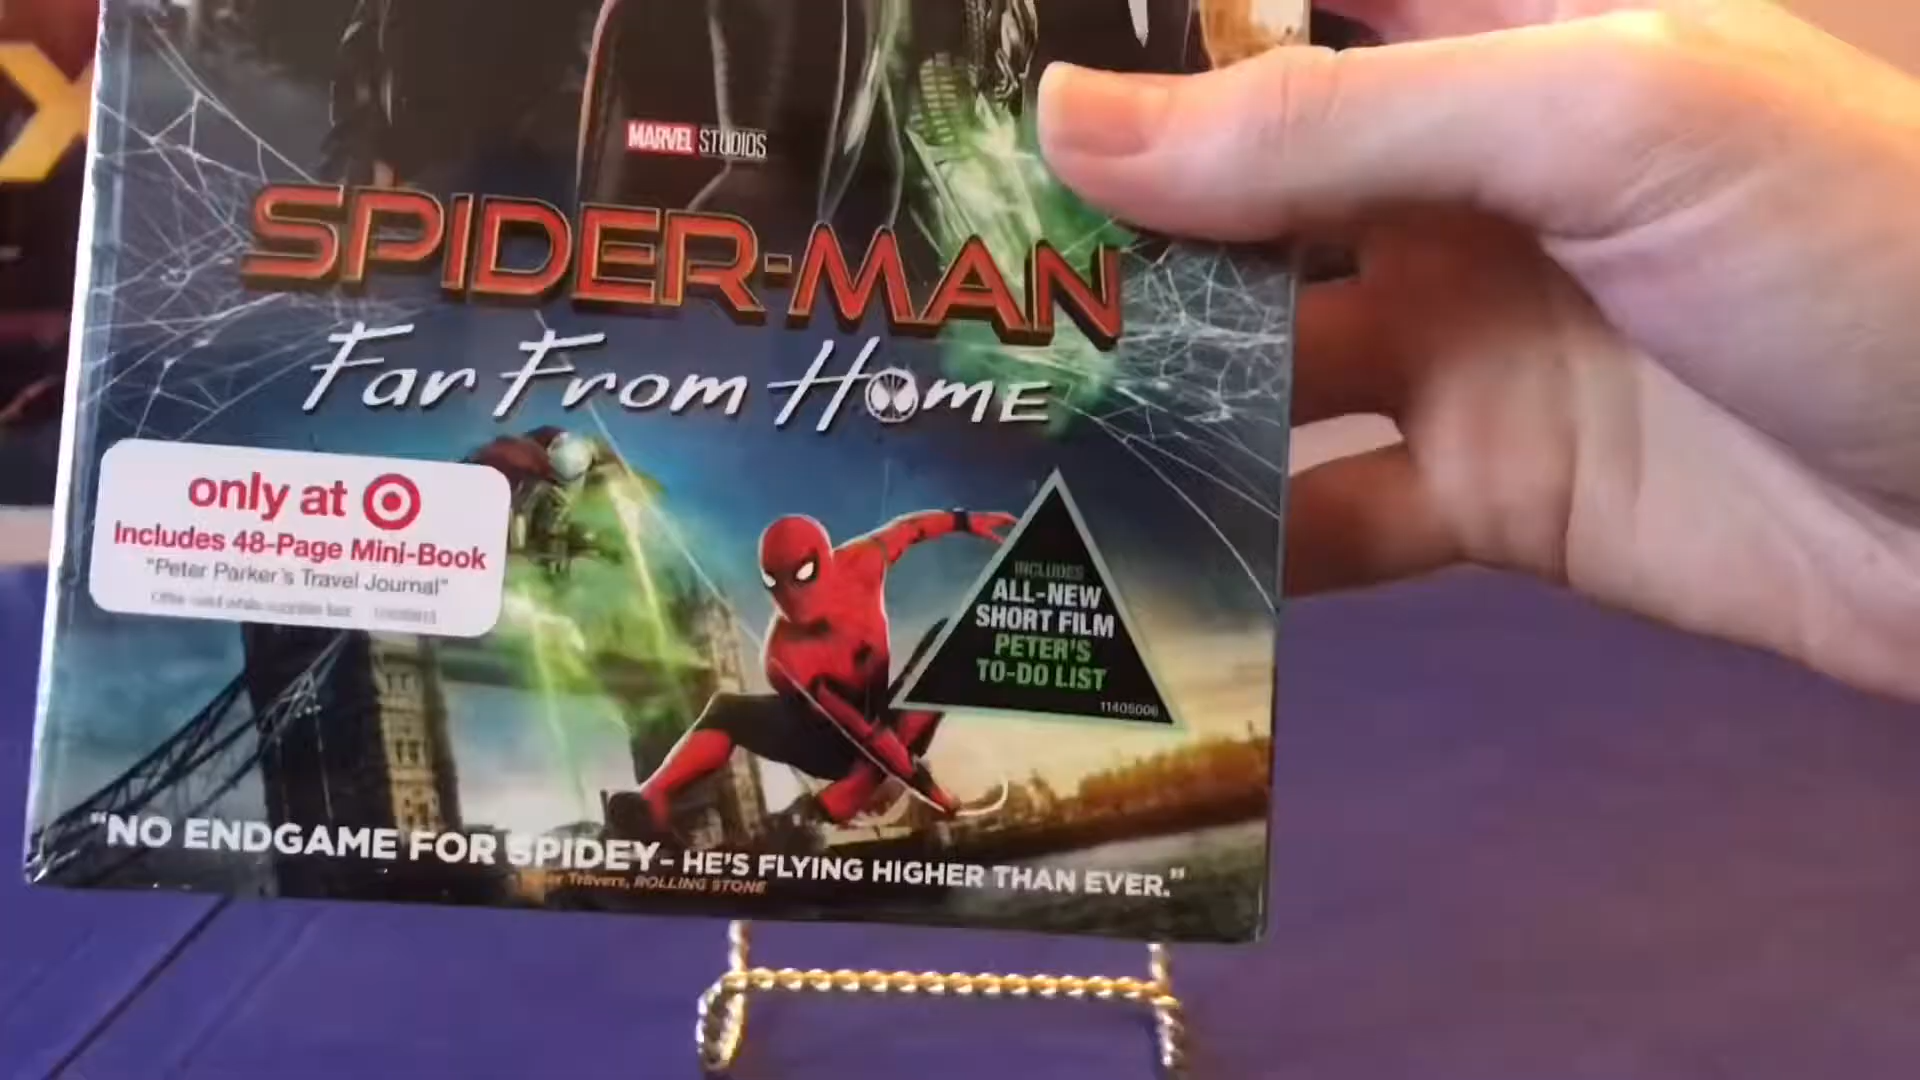 MARVEL STUDIOS
SPIDER-MAN
Far From HomE
only at
Includes 48-Page Mini-Book
"Peter Parker's Travel Journal"
INCLUDES
ALL-NEW
SHORT FILM
PETER'S
TO-DO LIST
11405006
"NO ENDGAME FOR SPIDEY- HE'S FLYING HIGHER THAN EVER."
Travers, ROLLING STONE